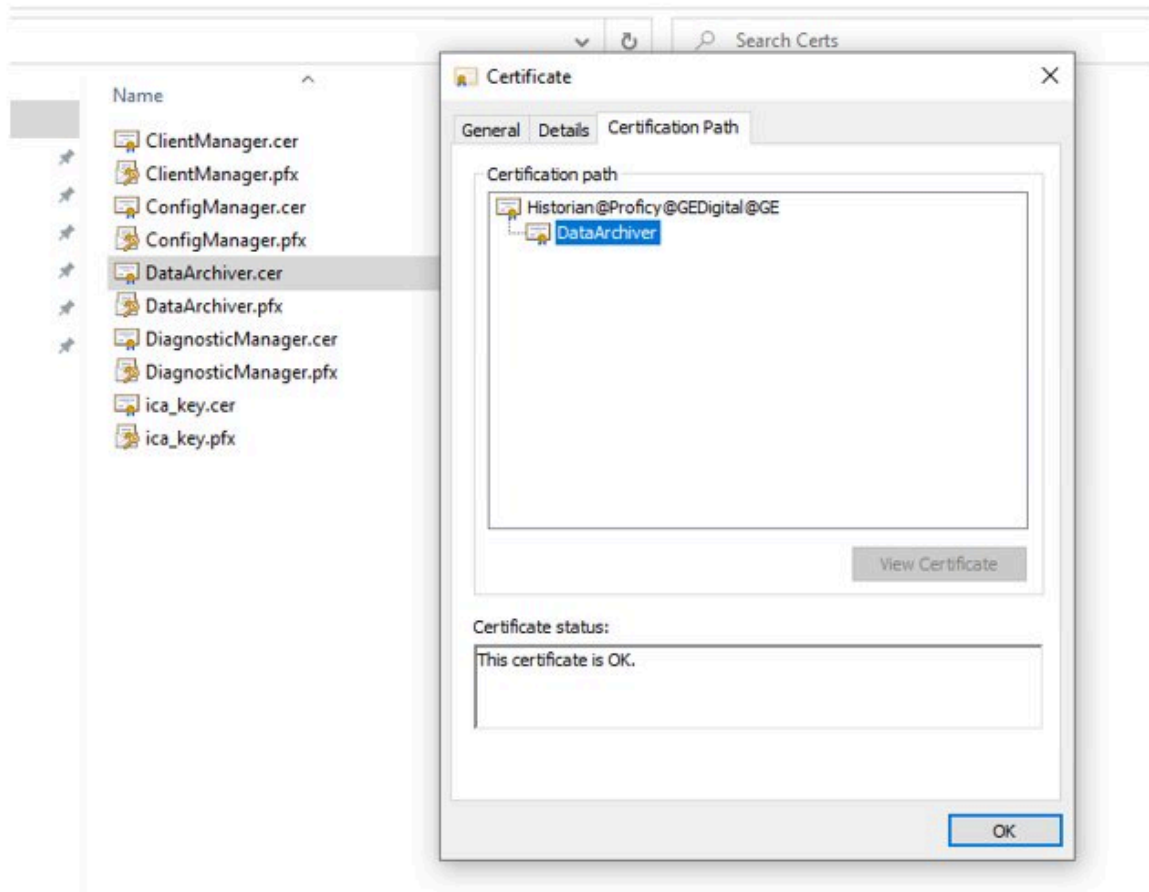 Search Certs
Name
ClientManager.cer
ClientManager.pfx
ConfigManager.cer
ConfigManager.pfx
DataArchiver.cer
DataArchiver.pfx
DiagnosticManager.cer
DiagnosticManager.pfx
ica_key.cer
ica_key.pfx
Certificate
General Details Certification Path
Certification path
Historian@Proficy@GEDigital@GE
DataArchiver
View Certificate
Certificate status:
This certificate is OK.
OK